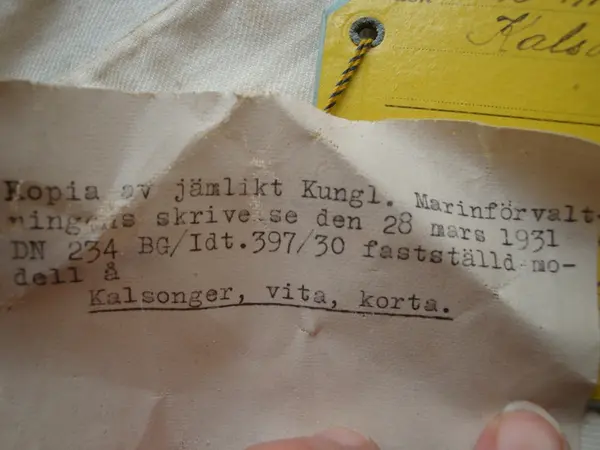 Kalso
Kopia av jämlikt Kungl. Marinförvalt-
ningens skrivelse den 28 mars 1931
DN 234 BG/Idt.397/30 fastställd mo-
dell å
Kalsonger, vita, korta.